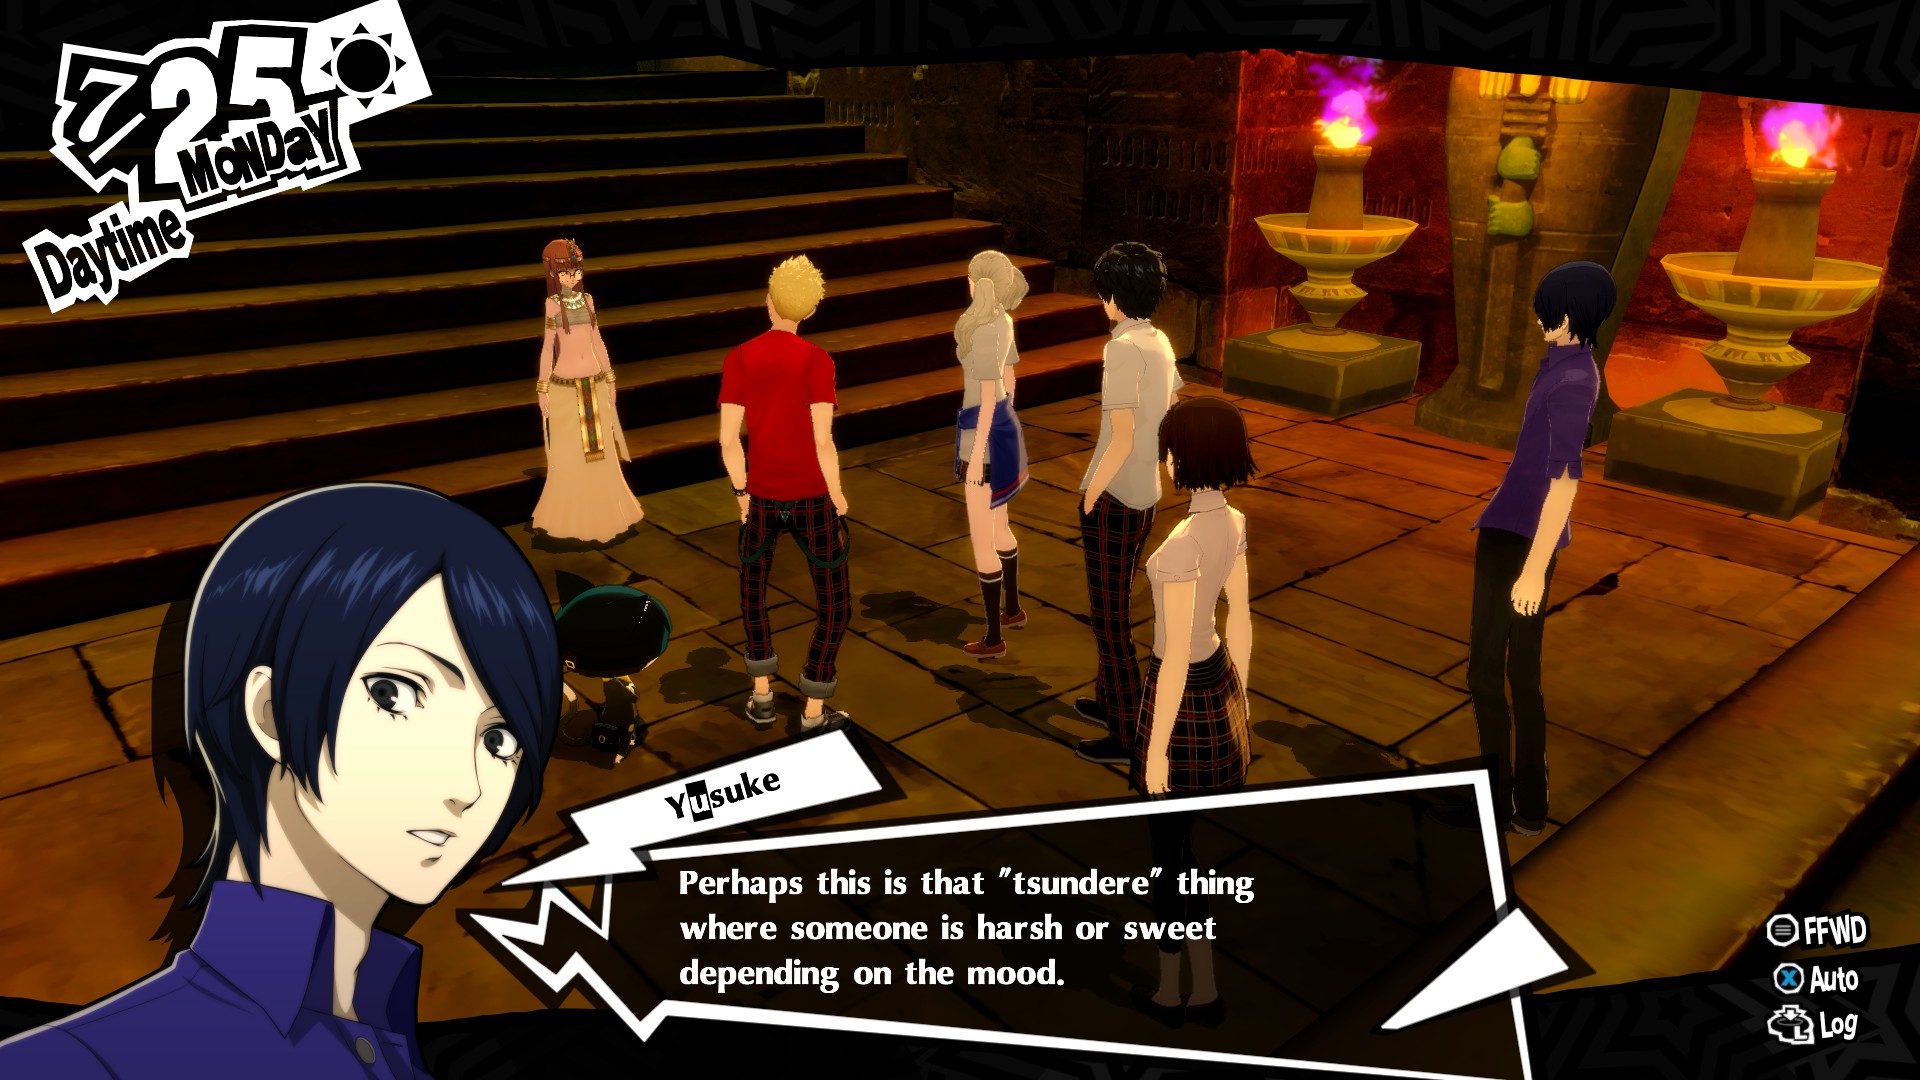 7/25
MONDAY
Daytime
Yusuke
Perhaps this is that "tsundere" thing
where someone is harsh or sweet
depending on the mood.
FFWD
X Auto
L Log